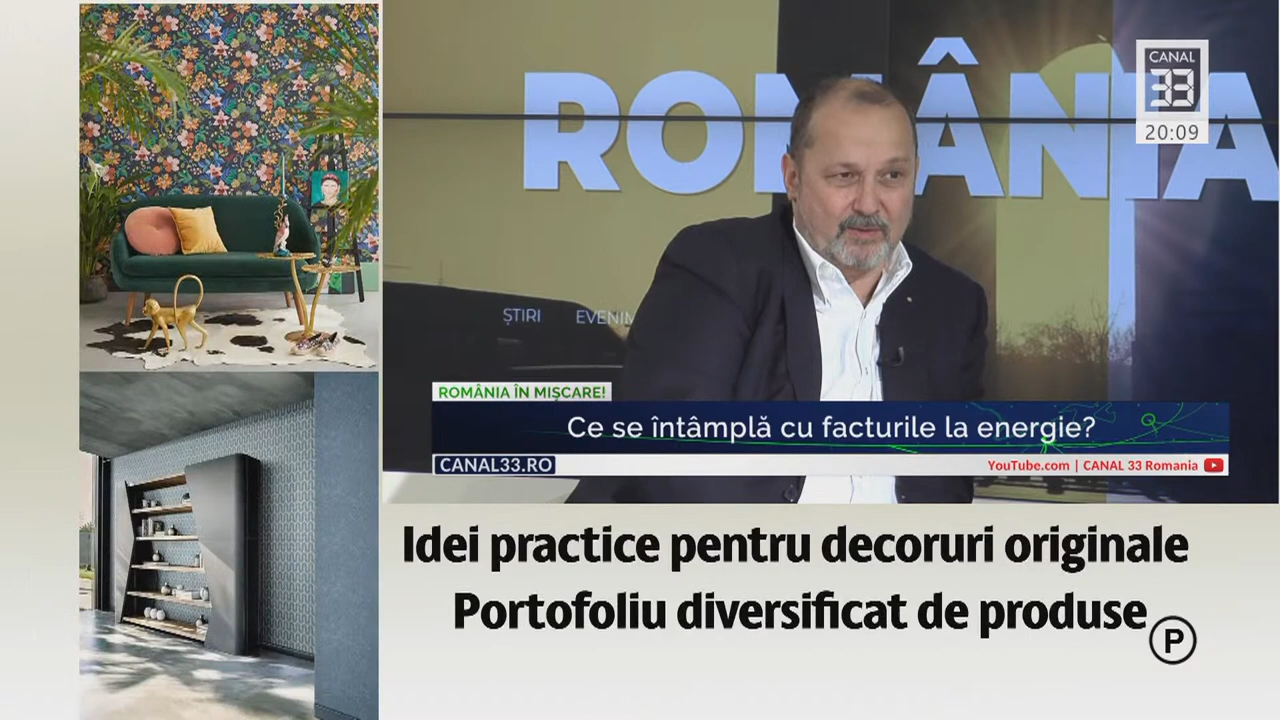 ROMÂNIA
CANAL
33
20:09
ȘTIRI EVENIM
ROMÂNIA ÎN MIȘCARE!
Ce se întâmplă cu facturile la energie?
CANAL33.RO
YouTube.com | CANAL 33 Romania
Idei practice pentru decoruri originale
Portofoliu diversificat de produse
P